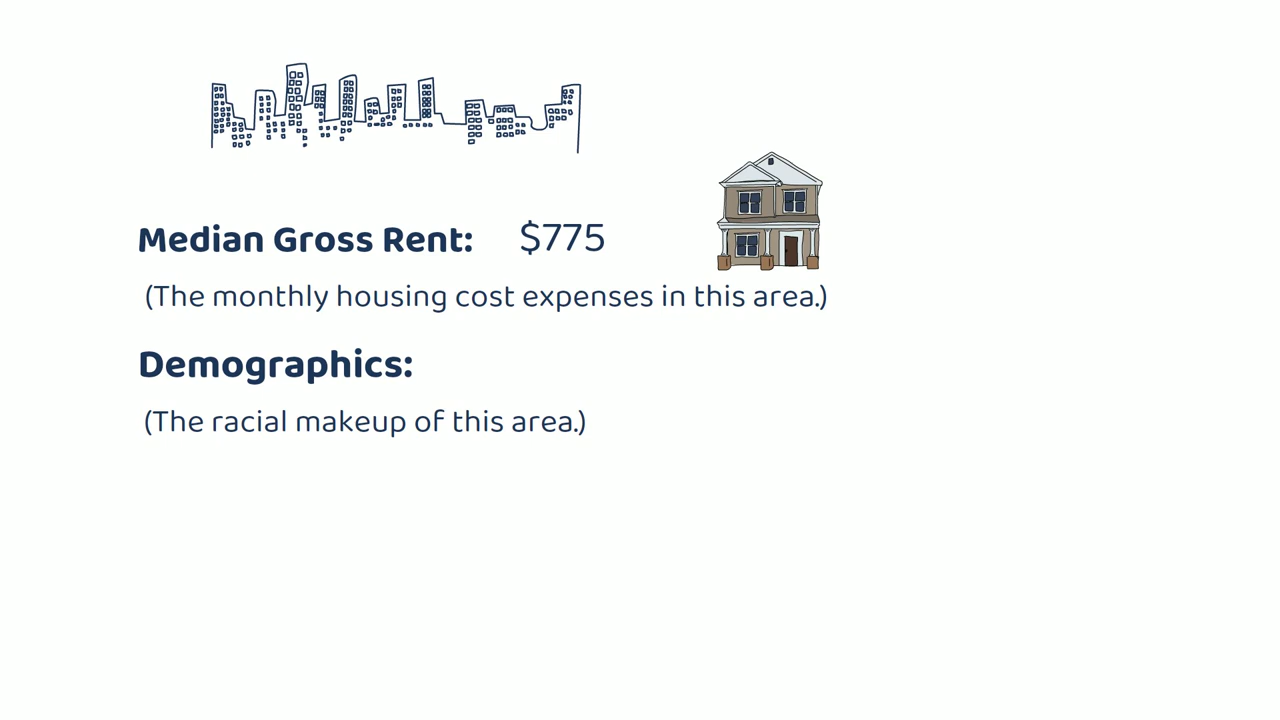 Median Gross Rent: $775
(The monthly housing cost expenses in this area.)
Demographics:
(The racial makeup of this area.)